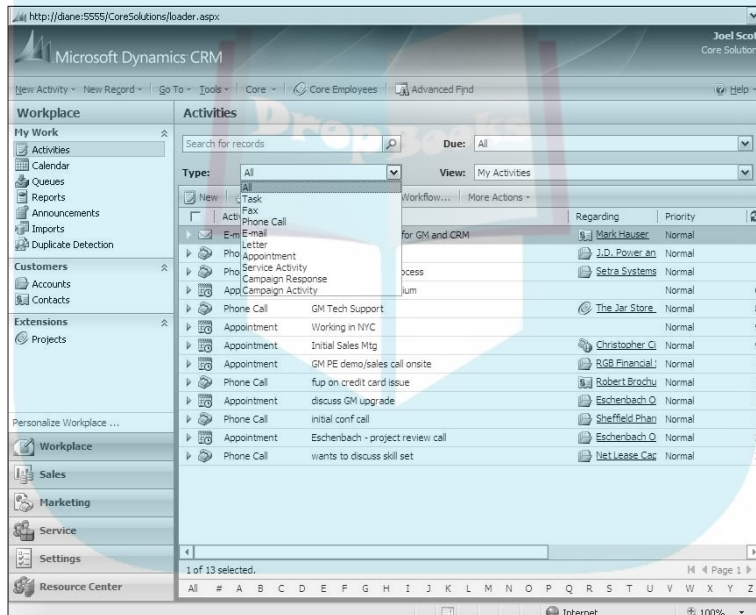 http://diane:5555/CoreSolutions/loader.aspx
Joel Scot
Microsoft Dynamics CRM
Core Solution
New Activity New Record Go To Tools Core Core Employees Advanced Find Help
Workplace
Activities
My Work
Activities
Calendar
Queues
Reports
Announcements
Imports
Duplicate Detection
Customers
Accounts
Contacts
Extensions
Projects
Personalize Workplace ...
Workplace
Sales
Marketing
Service
Settings
Resource Center
DropBooks
Search for records Due: All
Type: All View: My Activities
All
Task
Fax
Phone Call
E-mail
Letter
Appointment
Service Activity
Campaign Response
Campaign Activity
New Workflow... More Actions
Acti Regarding Priority
E-m for GM and CRM Mark Hauser Normal
Pho J.D. Power an Normal
Pho ocess Setra Systems Normal
App ium Normal
Phone Call GM Tech Support The Jar Store Normal
Appointment Working in NYC Normal
Appointment Initial Sales Mtg Christopher Ci Normal
Appointment GM PE demo/sales call onsite RGB Financial Normal
Phone Call fup on credit card issue Robert Brochu Normal
Appointment discuss GM upgrade Eschenbach O Normal
Phone Call initial conf call Sheffield Phar Normal
Appointment Eschenbach - project review call Eschenbach O Normal
Phone Call wants to discuss skill set Net Lease Cap Normal
1 of 13 selected. Page 1
All # A B C D E F G H I J K L M N O P Q R S T U V W X Y Z
Internet 100%